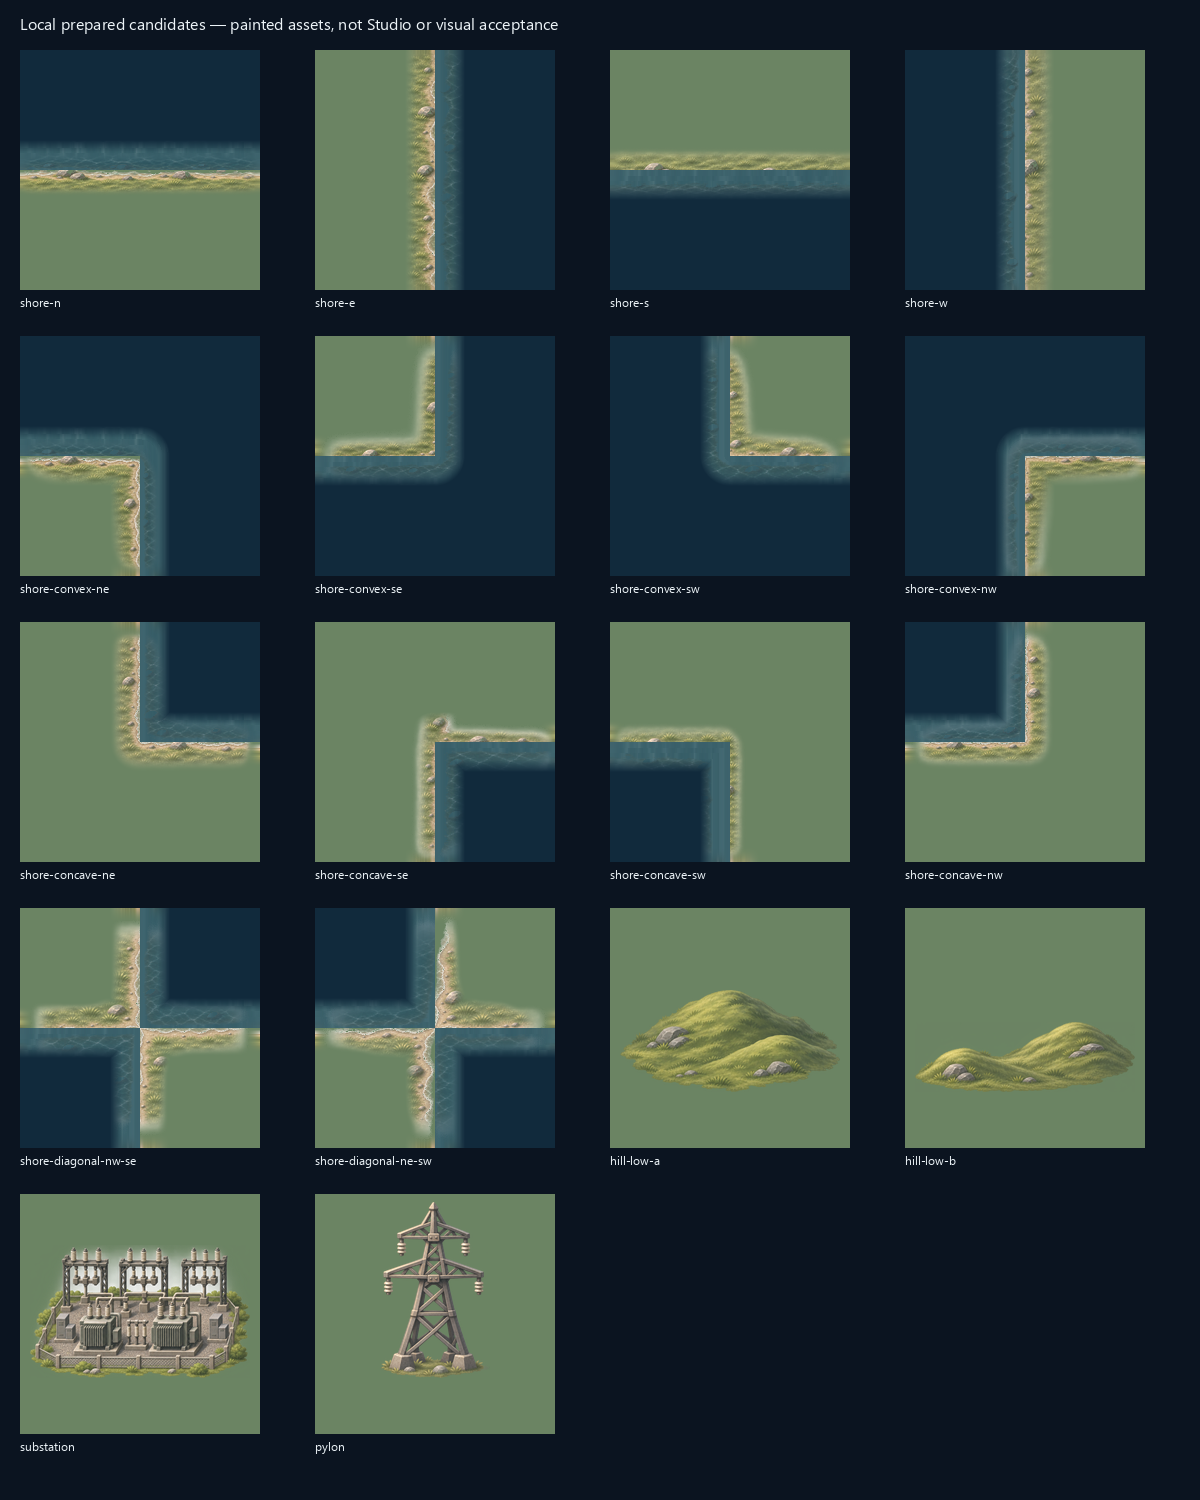 Local prepared candidates — painted assets, not Studio or visual acceptance
shore-n
shore-e
shore-s
shore-w
shore-convex-ne
shore-convex-se
shore-convex-sw
shore-convex-nw
shore-concave-ne
shore-concave-se
shore-concave-sw
shore-concave-nw
shore-diagonal-nw-se
shore-diagonal-ne-sw
hill-low-a
hill-low-b
substation
pylon